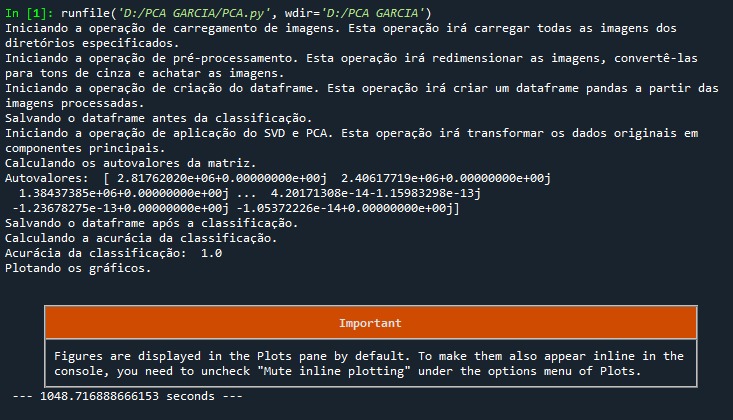 In [1]: runfile('D:/PCA GARCIA/PCA.py', wdir='D:/PCA GARCIA')
Iniciando a operação de carregamento de imagens. Esta operação irá carregar todas as imagens dos
diretórios especificados.
Iniciando a operação de pré-processamento. Esta operação irá redimensionar as imagens, convertê-las
para tons de cinza e achatar as imagens.
Iniciando a operação de criação do dataframe. Esta operação irá criar um dataframe pandas a partir das
imagens processadas.
Salvando o dataframe antes da classificação.
Iniciando a operação de aplicação do SVD e PCA. Esta operação irá transformar os dados originais em
componentes principais.
Calculando os autovalores da matriz.
Autovalores:  [ 2.81762020e+06+0.00000000e+00j  2.40617719e+06+0.00000000e+00j
  1.38437385e+06+0.00000000e+00j ...  4.20171308e-14-1.15983298e-13j
 -1.23678275e-13+0.00000000e+00j -1.05372226e-14+0.00000000e+00j]
Salvando o dataframe após a classificação.
Calculando a acurácia da classificação.
Acurácia da classificação:  1.0
Plotando os gráficos.
Important
Figures are displayed in the Plots pane by default. To make them also appear inline in the
console, you need to uncheck "Mute inline plotting" under the options menu of Plots.
--- 1048.716888666153 seconds ---